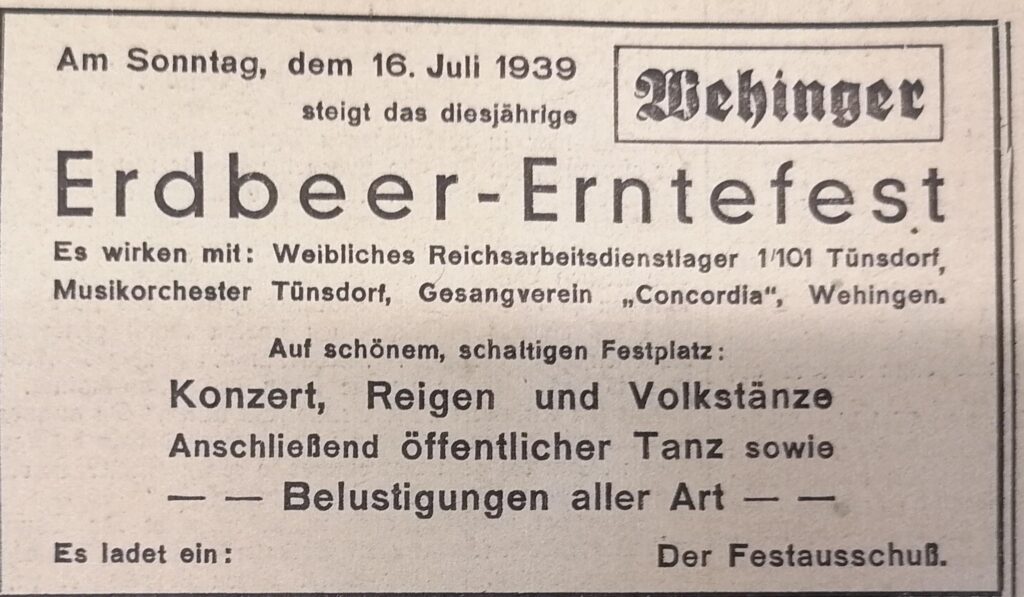 Am Sonntag, dem 16. Juli 1939
steigt das diesjährige
Wehinger
Erdbeer-Erntefest
Es wirken mit: Weibliches Reichsarbeitsdienstlager 1/101 Tünsdorf,
Musikorchester Tünsdorf, Gesangverein „Concordia“, Wehingen.
Auf schönem, schaltigen Festplatz:
Konzert, Reigen und Volkstänze
Anschließend öffentlicher Tanz sowie
— — Belustigungen aller Art — —
Es ladet ein: Der Festausschuß.